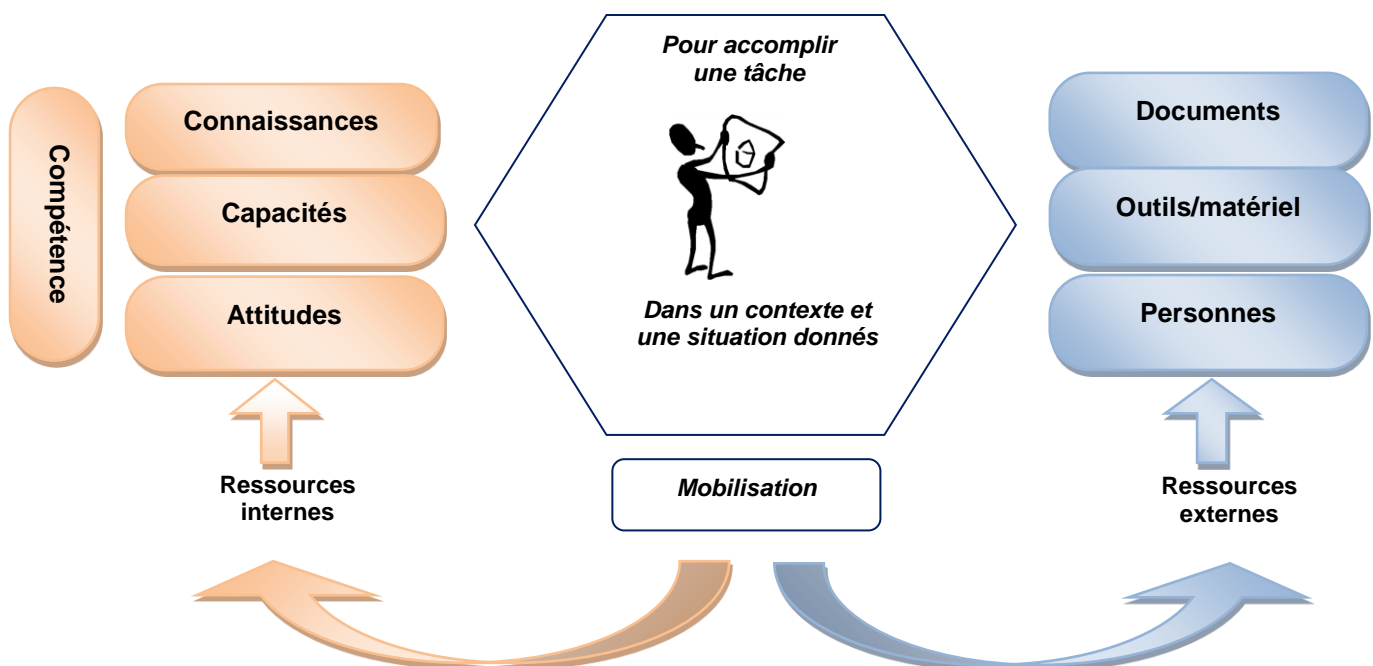 Compétence
Connaissances
Capacités
Attitudes
Ressources
internes
Pour accomplir
une tâche
Dans un contexte et
une situation donnés
Mobilisation
Documents
Outils/matériel
Personnes
Ressources
externes